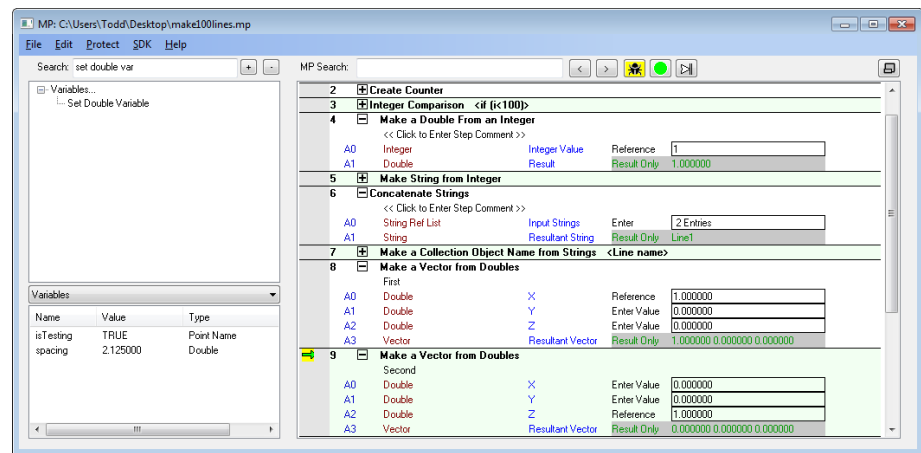 MP: C:\Users\Todd\Desktop\make100lines.mp
File Edit Protect SDK Help
Search: set double var + -
MP Search: < >
Variables...
Set Double Variable
2 Create Counter
3 Integer Comparison <if (i<100)>
4 Make a Double From an Integer
<< Click to Enter Step Comment >>
A0 Integer Integer Value Reference 1
A1 Double Result Result Only 1.000000
5 Make String from Integer
6 Concatenate Strings
<< Click to Enter Step Comment >>
A0 String Ref List Input Strings Enter 2 Entries
A1 String Resultant String Result Only Line1
7 Make a Collection Object Name from Strings <Line name>
8 Make a Vector from Doubles
First
A0 Double X Reference 1.000000
A1 Double Y Enter Value 0.000000
A2 Double Z Enter Value 0.000000
A3 Vector Resultant Vector Result Only 1.000000 0.000000 0.000000
9 Make a Vector from Doubles
Second
A0 Double X Enter Value 0.000000
A1 Double Y Enter Value 0.000000
A2 Double Z Reference 1.000000
A3 Vector Resultant Vector Result Only 0.000000 0.000000 0.000000
Variables
Name Value Type
isTesting TRUE Point Name
spacing 2.125000 Double